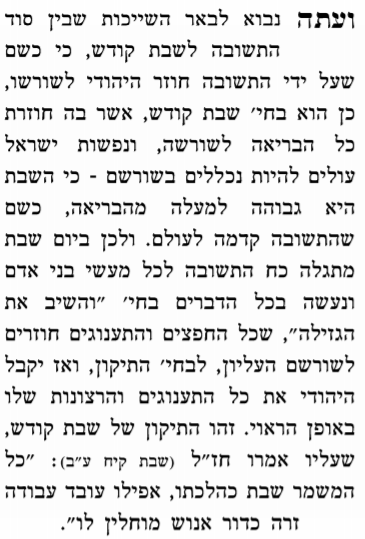 ועתה נבוא לבאר השייכות שבין סוד
התשובה לשבת קודש, כי כשם
שעל ידי התשובה חוזר היהודי לשורשו,
כן הוא בחי׳ שבת קודש, אשר בה חוזרת
כל הבריאה לשורשה, ונפשות ישראל
עולים להיות נכללים בשורשם - כי השבת
היא גבוהה למעלה מהבריאה, כשם
שהתשובה קדמה לעולם. ולכן ביום שבת
מתגלה כח התשובה לכל מעשי בני אדם
ונעשה בכל הדברים בחי׳ ״והשיב את
הגזילה״, שכל החפצים והתענוגים חוזרים
לשורשם העליון, לבחי׳ התיקון, ואז יקבל
היהודי את כל התענוגים והרצונות שלו
באופן הראוי. זהו התיקון של שבת קודש,
שעליו אמרו חז״ל (שבת קיח ע״ב): ״כל
המשמר שבת כהלכתו, אפילו עובד עבודה
זרה כדור אנוש מוחלין לו״.